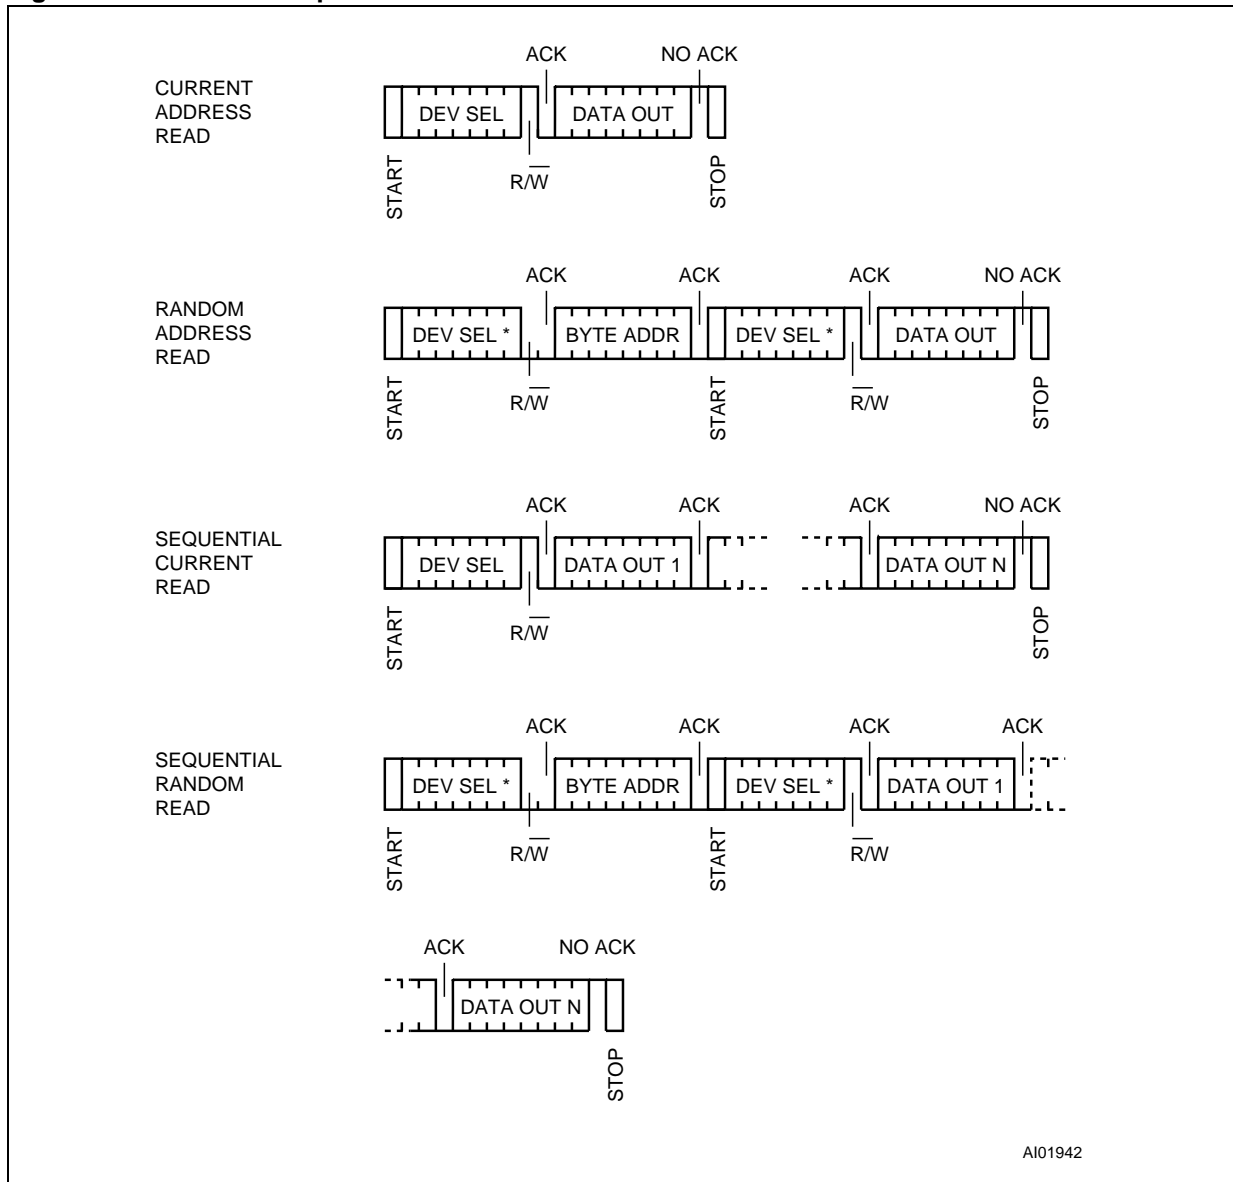 ACK NO ACK
CURRENT
ADDRESS
READ
DEV SEL DATA OUT
START
R/W̅
STOP
ACK ACK ACK NO ACK
RANDOM
ADDRESS
READ
DEV SEL * BYTE ADDR DEV SEL * DATA OUT
START
R/W̅
START
R̅/W
STOP
ACK ACK ACK NO ACK
SEQUENTIAL
CURRENT
READ
DEV SEL DATA OUT 1 DATA OUT N
START
R/W̅
STOP
ACK ACK ACK ACK
SEQUENTIAL
RANDOM
READ
DEV SEL * BYTE ADDR DEV SEL * DATA OUT 1
START
R/W̅
START
R̅/W
ACK NO ACK
DATA OUT N
STOP
AI01942